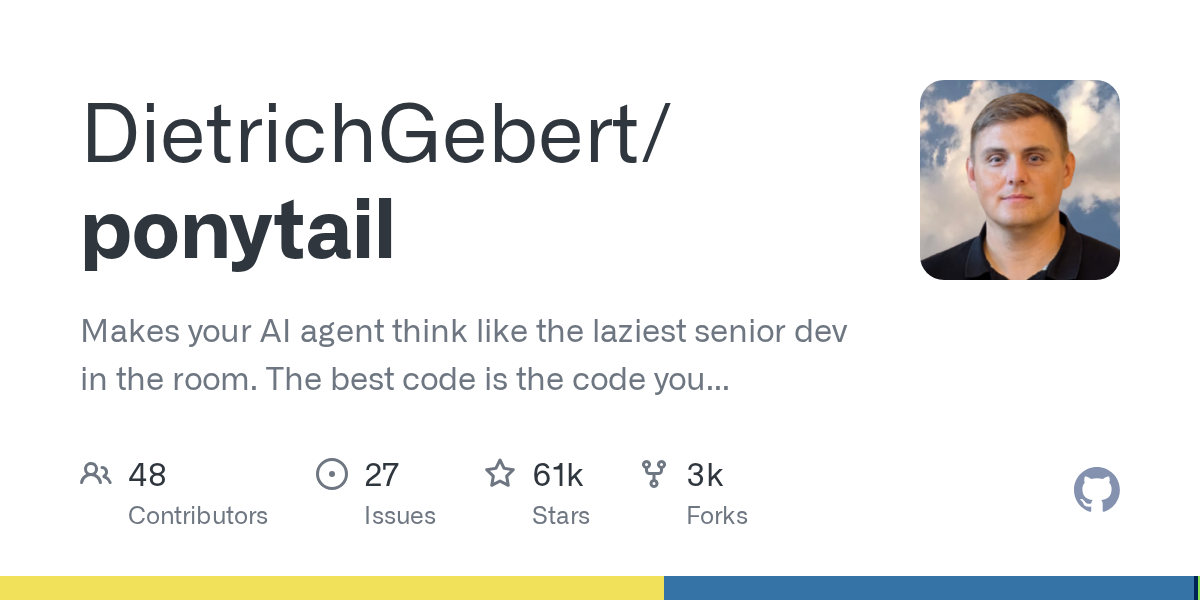 DietrichGebert/
ponytail
Makes your AI agent think like the laziest senior dev
in the room. The best code is the code you...
48
Contributors
27
Issues
61k
Stars
3k
Forks